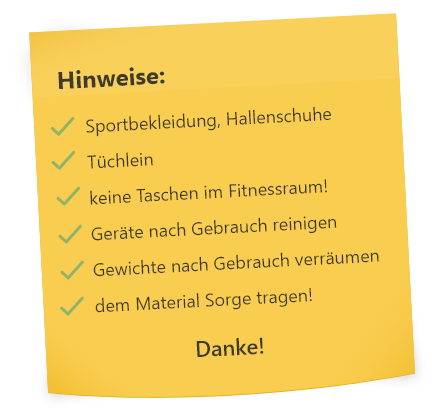 Hinweise:
Sportbekleidung, Hallenschuhe
Tüchlein
keine Taschen im Fitnessraum!
Geräte nach Gebrauch reinigen
Gewichte nach Gebrauch verräumen
dem Material Sorge tragen!
Danke!